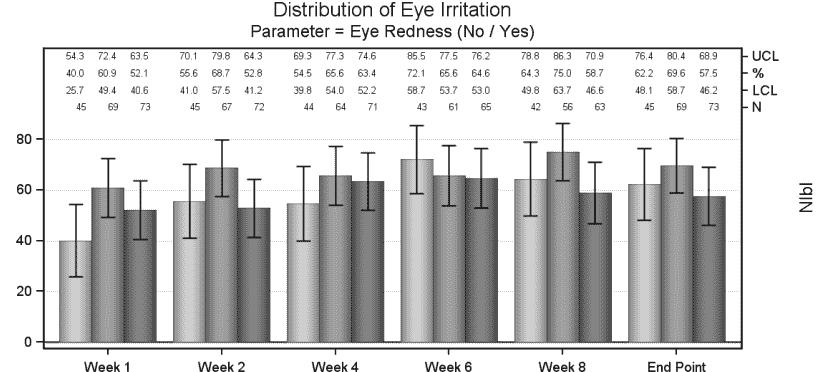 Distribution of Eye Irritation
Parameter = Eye Redness (No / Yes)
54.3 72.4 63.5 70.1 79.8 64.3 69.3 77.3 74.6 85.5 77.5 76.2 78.8 86.3 70.9 76.4 80.4 68.9 UCL
40.0 60.9 52.1 55.6 68.7 52.8 54.5 65.6 63.4 72.1 65.6 64.6 64.3 75.0 58.7 62.2 69.6 57.5 %
25.7 49.4 40.6 41.0 57.5 41.2 39.8 54.0 52.2 58.7 53.7 53.0 49.8 63.7 46.6 48.1 58.7 46.2 LCL
45 69 73 45 67 72 44 64 71 43 61 65 42 56 63 45 69 73 N
80
60
40
20
0
Week 1 Week 2 Week 4 Week 6 Week 8 End Point
NIbI